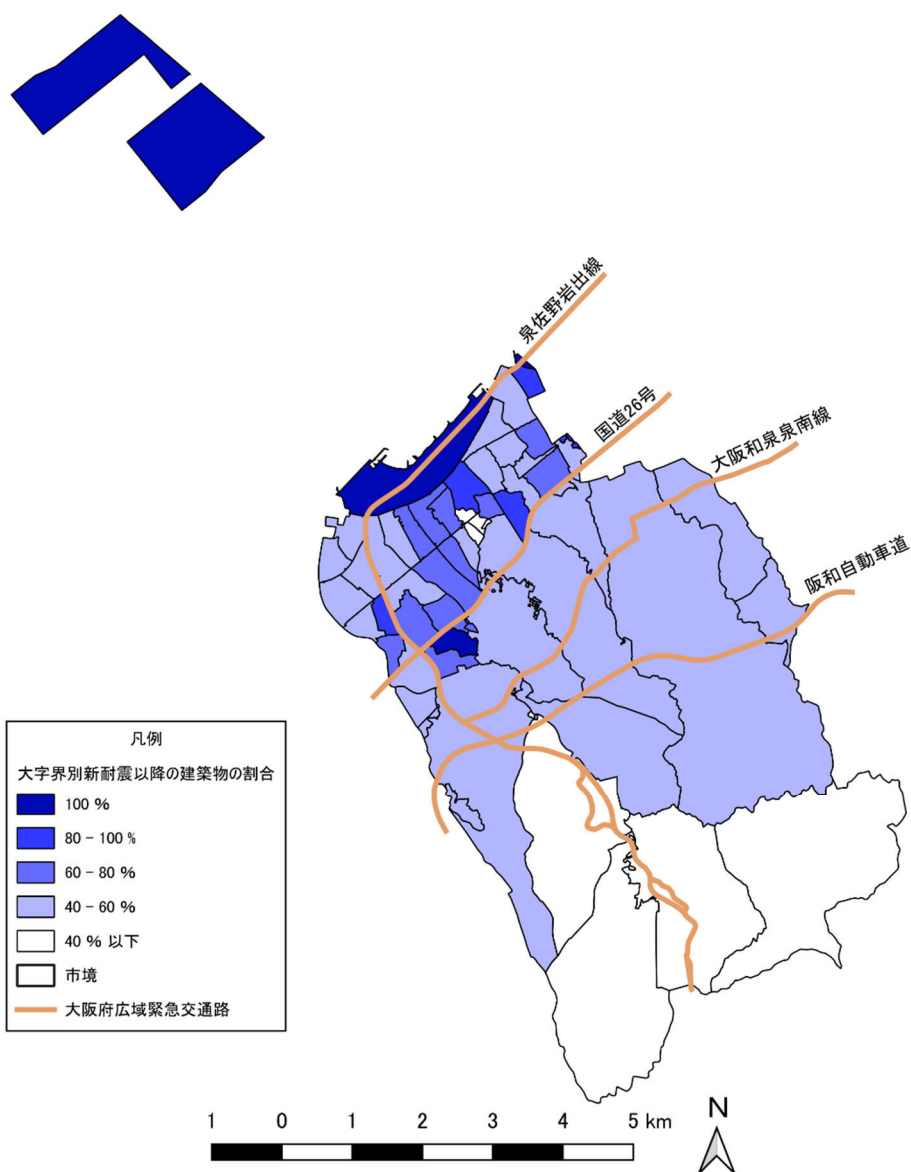 泉佐野岩出線
国道26号
大阪和泉泉南線
阪和自動車道
凡例
大字界別新耐震以降の建築物の割合
100 %
80 - 100 %
60 - 80 %
40 - 60 %
40 % 以下
市境
大阪府広域緊急交通路
1 0 1 2 3 4 5 km
N